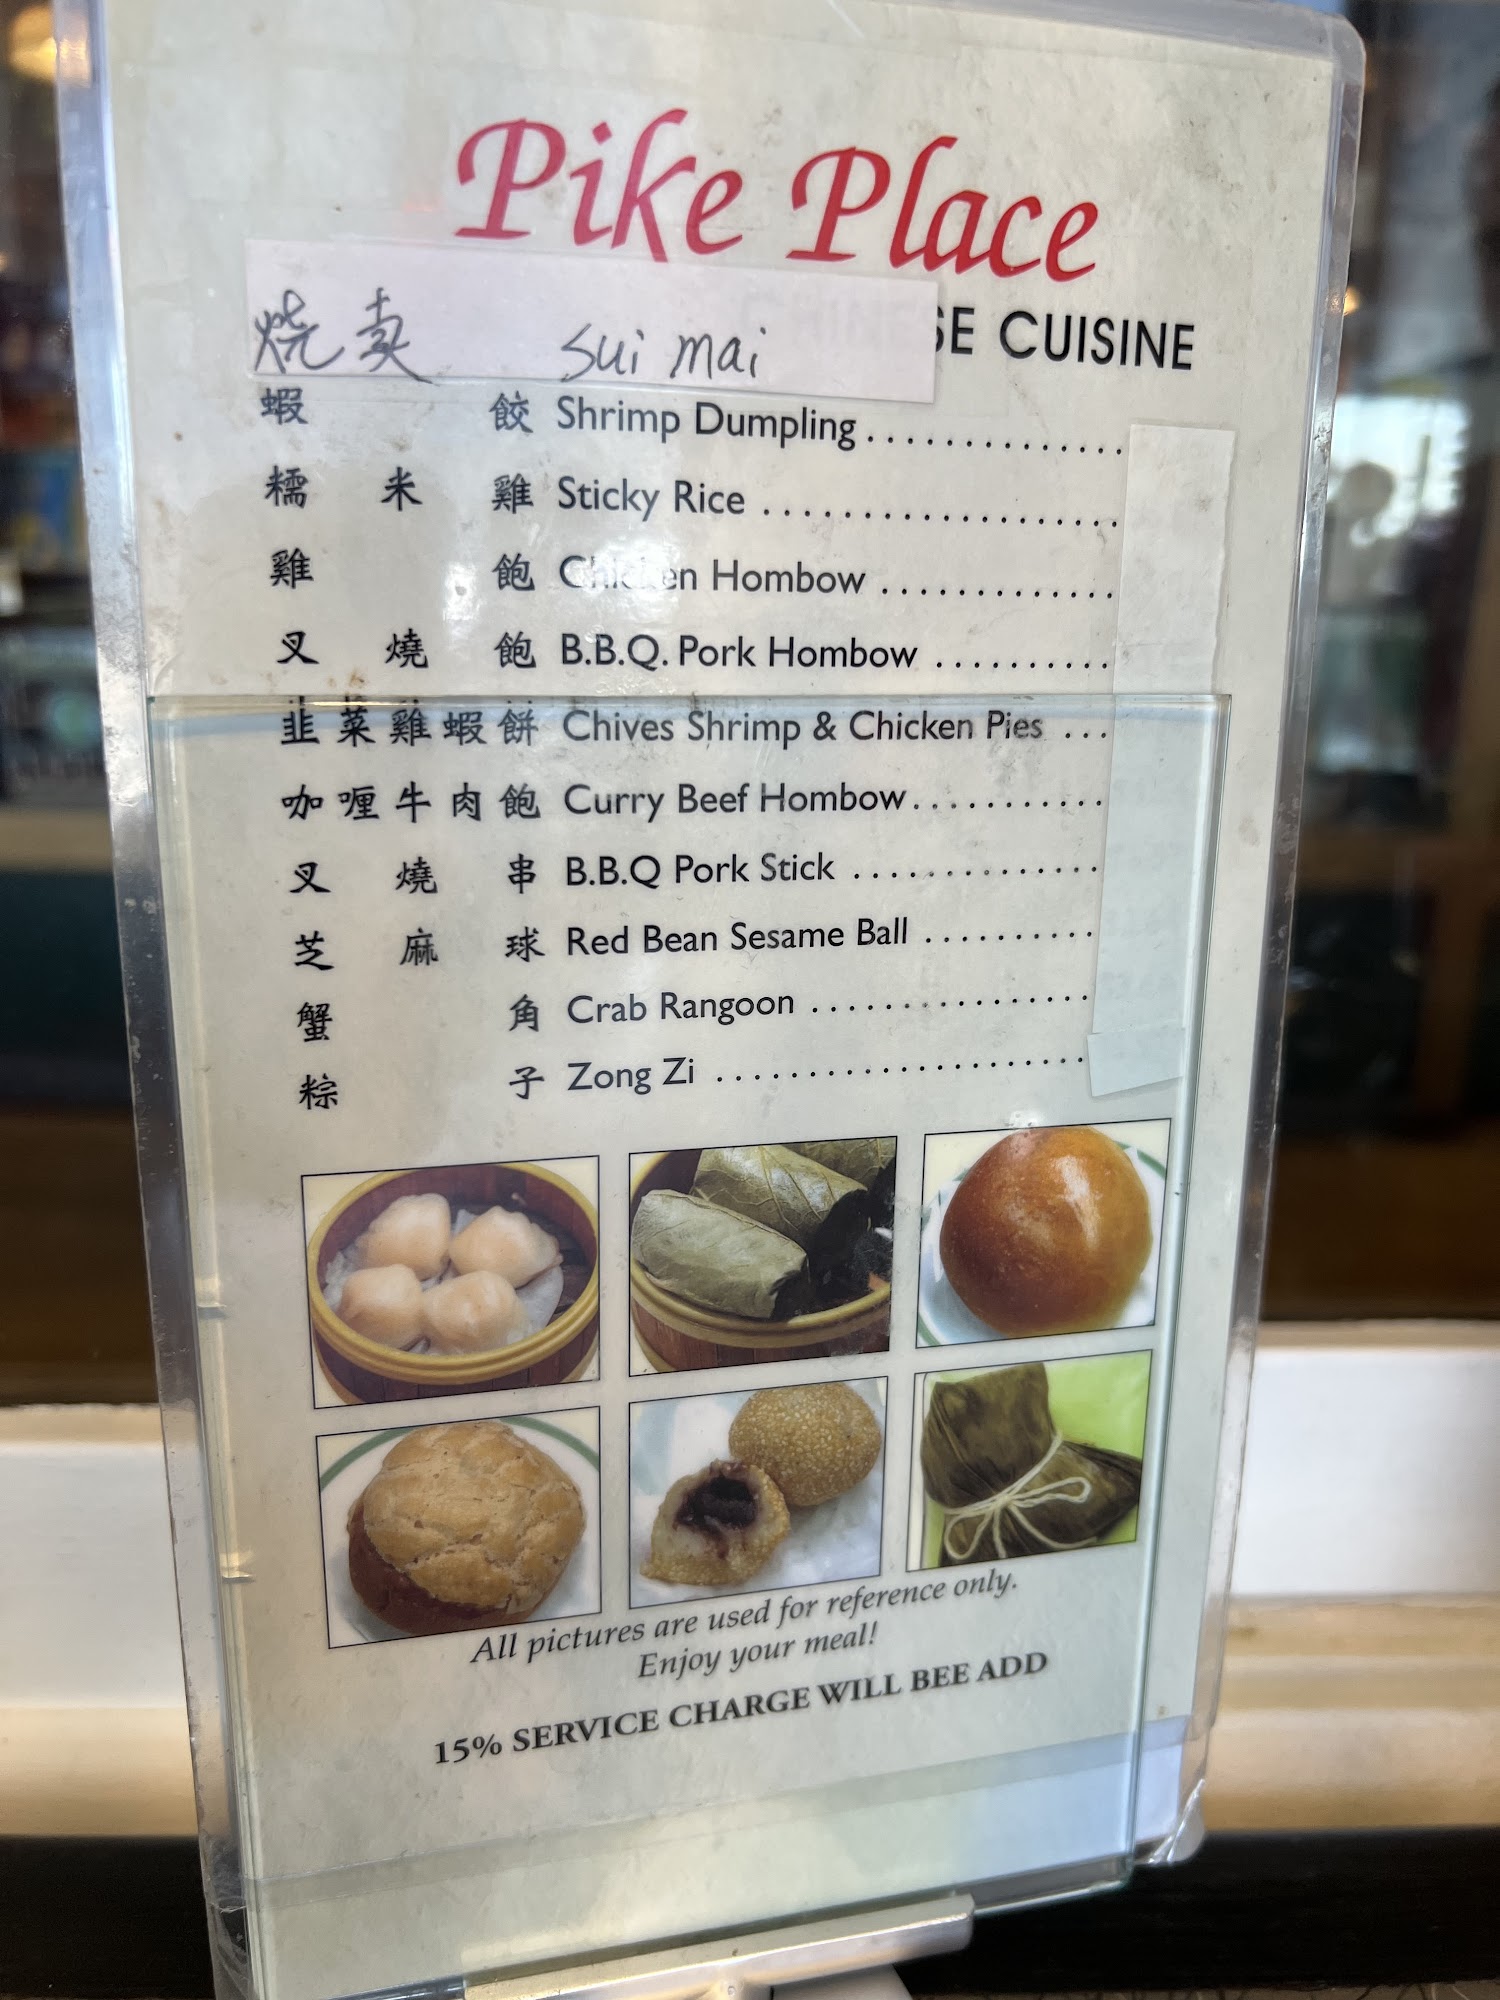 Pike Place
SE CUISINE
烧卖 sui mai
蝦餃 Shrimp Dumpling..............
糯米雞 Sticky Rice ..................
雞飽 Chicken Hombow ............
叉燒飽 B.B.Q. Pork Hombow ..........
韭菜雞蝦餅 Chives Shrimp & Chicken Pies ...
咖喱牛肉飽 Curry Beef Hombow..........
叉燒串 B.B.Q Pork Stick ..............
芝麻球 Red Bean Sesame Ball ..........
蟹角 Crab Rangoon ................
粽子 Zong Zi .....................
All pictures are used for reference only.
Enjoy your meal!
15% SERVICE CHARGE WILL BEE ADD